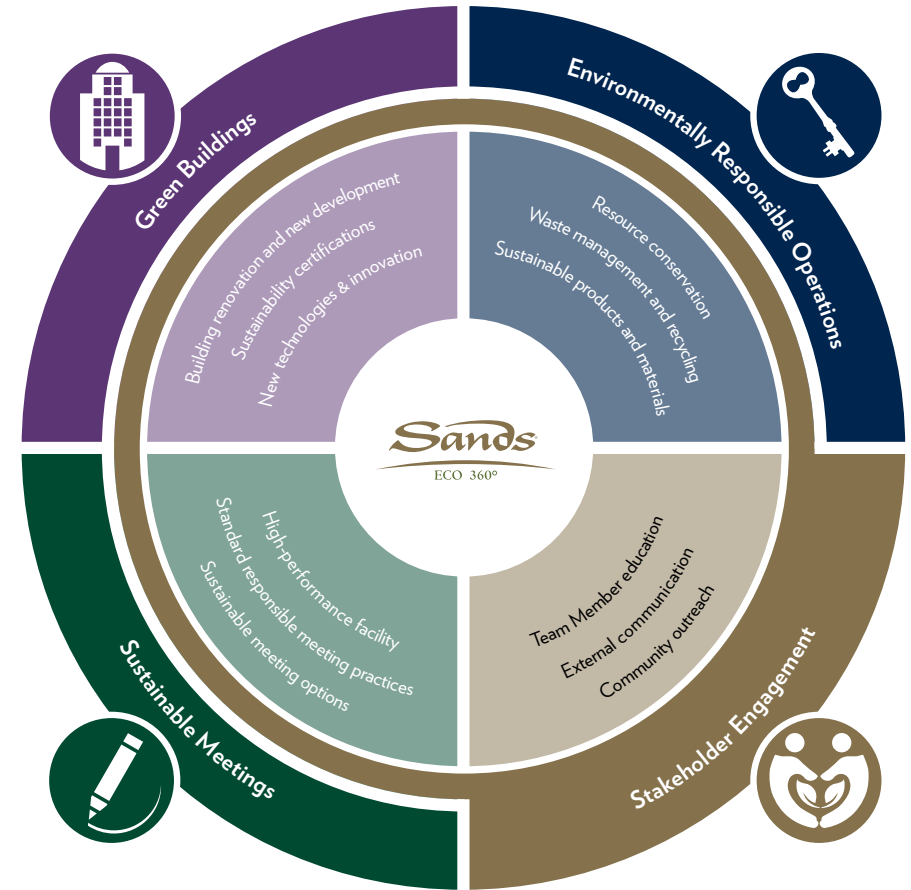 Green Buildings
Building renovation and new development
Sustainability certifications
New technologies & innovation
Environmentally Responsible Operations
Resource conservation
Waste management and recycling
Sustainable products and materials
Sands
ECO 360°
Sustainable Meetings
High-performance facility
Standard responsible meeting practices
Sustainable meeting options
Stakeholder Engagement
Team Member education
External communication
Community outreach